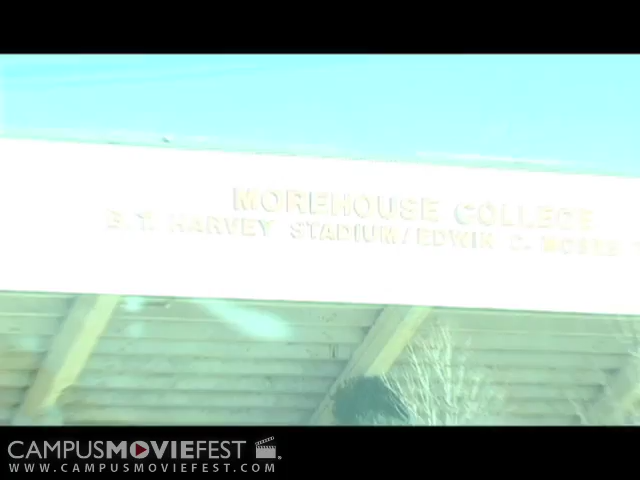 MOREHOUSE COLLEGE
B. T. HARVEY STADIUM/EDWIN C. MOSES
CAMPUSMOVIEFEST
WWW.CAMPUSMOVIEFEST.COM